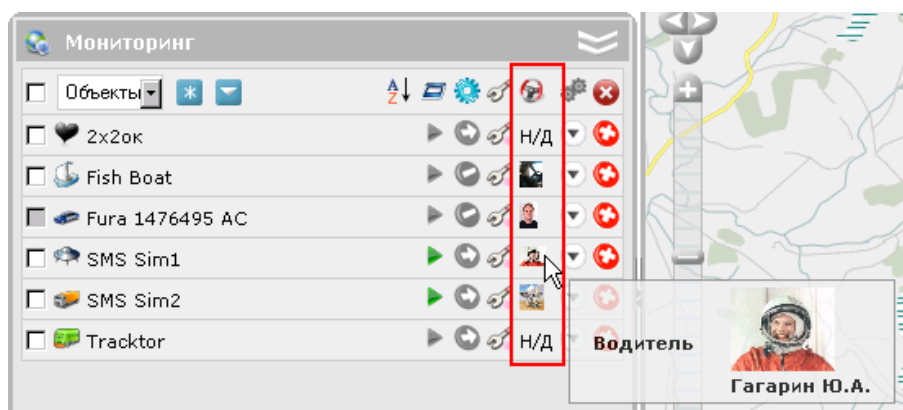 Мониторинг
Объекты
2x2ок
Н/Д
Fish Boat
Fura 1476495 AC
SMS Sim1
SMS Sim2
Tracktor
Н/Д
Водитель
Гагарин Ю.А.